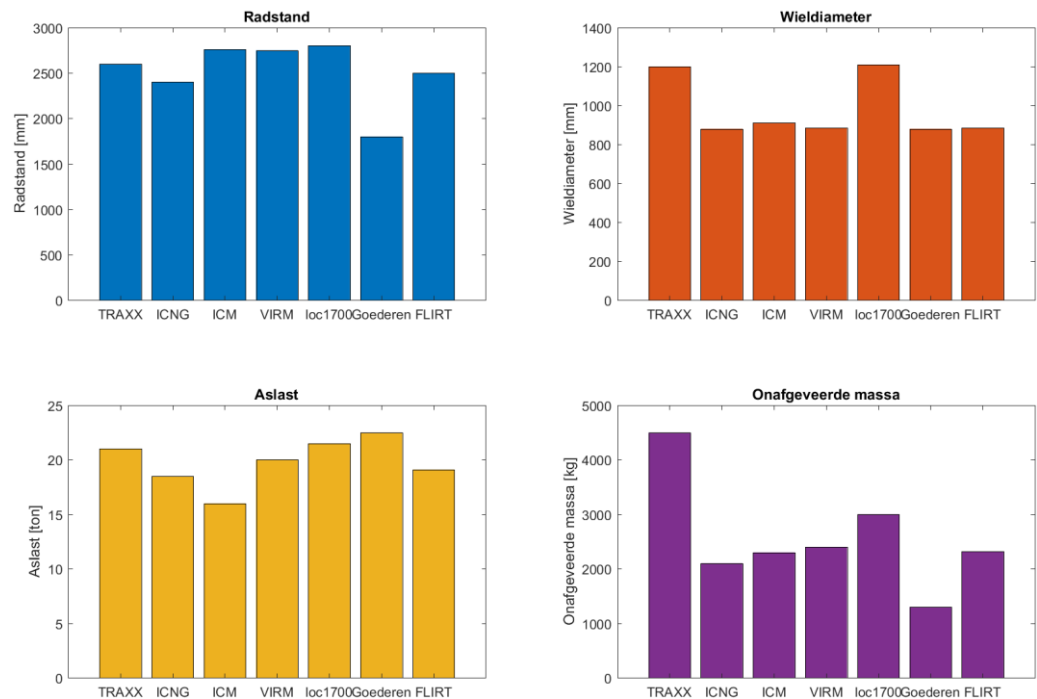 Radstand
Radstand [mm]
3000
2500
2000
1500
1000
500
0
TRAXX ICNG ICM VIRM loc1700Goederen FLIRT
Wieldiameter
Wieldiameter [mm]
1400
1200
1000
800
600
400
200
0
TRAXX ICNG ICM VIRM loc1700Goederen FLIRT
Aslast
Aslast [ton]
25
20
15
10
5
0
TRAXX ICNG ICM VIRM loc1700Goederen FLIRT
Onafgeveerde massa
Onafgeveerde massa [kg]
5000
4000
3000
2000
1000
0
TRAXX ICNG ICM VIRM loc1700Goederen FLIRT